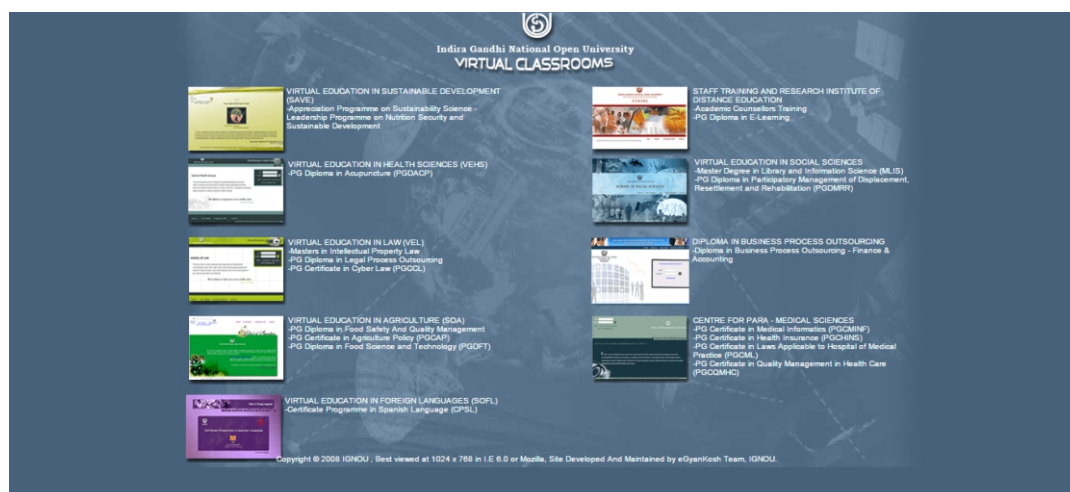 Indira Gandhi National Open University
VIRTUAL CLASSROOMS
VIRTUAL EDUCATION IN SUSTAINABLE DEVELOPMENT
(SAVE)
-Appreciation Programme on Sustainability Science -
Leadership Programme on Nutrition Security and
Sustainable Development
VIRTUAL EDUCATION IN HEALTH SCIENCES (VEHS)
-PG Diploma in Acupuncture (PGDACP)
VIRTUAL EDUCATION IN LAW (VEL)
-Masters in Intellectual Property Law
-PG Diploma in Legal Process Outsourcing
-PG Certificate in Cyber Law (PGCCL)
VIRTUAL EDUCATION IN AGRICULTURE (SOA)
-PG Diploma in Food Safety And Quality Management
-PG Certificate in Agriculture Policy (PGCAP)
-PG Diploma in Food Science and Technology (PGDFT)
VIRTUAL EDUCATION IN FOREIGN LANGUAGES (SOFL)
-Certificate Programme in Spanish Language (CPSL)
STAFF TRAINING AND RESEARCH INSTITUTE OF
DISTANCE EDUCATION
-Academic Counsellors Training
-PG Diploma in E-Learning
VIRTUAL EDUCATION IN SOCIAL SCIENCES
-Master Degree in Library and Information Science (MLIS)
-PG Diploma in Participatory Management of Displacement,
Resettlement and Rehabilitation (PGDMRR)
DIPLOMA IN BUSINESS PROCESS OUTSOURCING
-Diploma in Business Process Outsourcing - Finance &
Accounting
CENTRE FOR PARA - MEDICAL SCIENCES
-PG Certificate in Medical Informatics (PGCMINF)
-PG Certificate in Health Insurance (PGCHINS)
-PG Certificate in Laws Applicable to Hospital of Medical
Practice (PGCML)
-PG Certificate in Quality Management in Health Care
(PGCQMHC)
Copyright © 2008 IGNOU , Best viewed at 1024 x 768 in I.E 6.0 or Mozilla, Site Developed And Maintained by eGyanKosh Team, IGNOU.